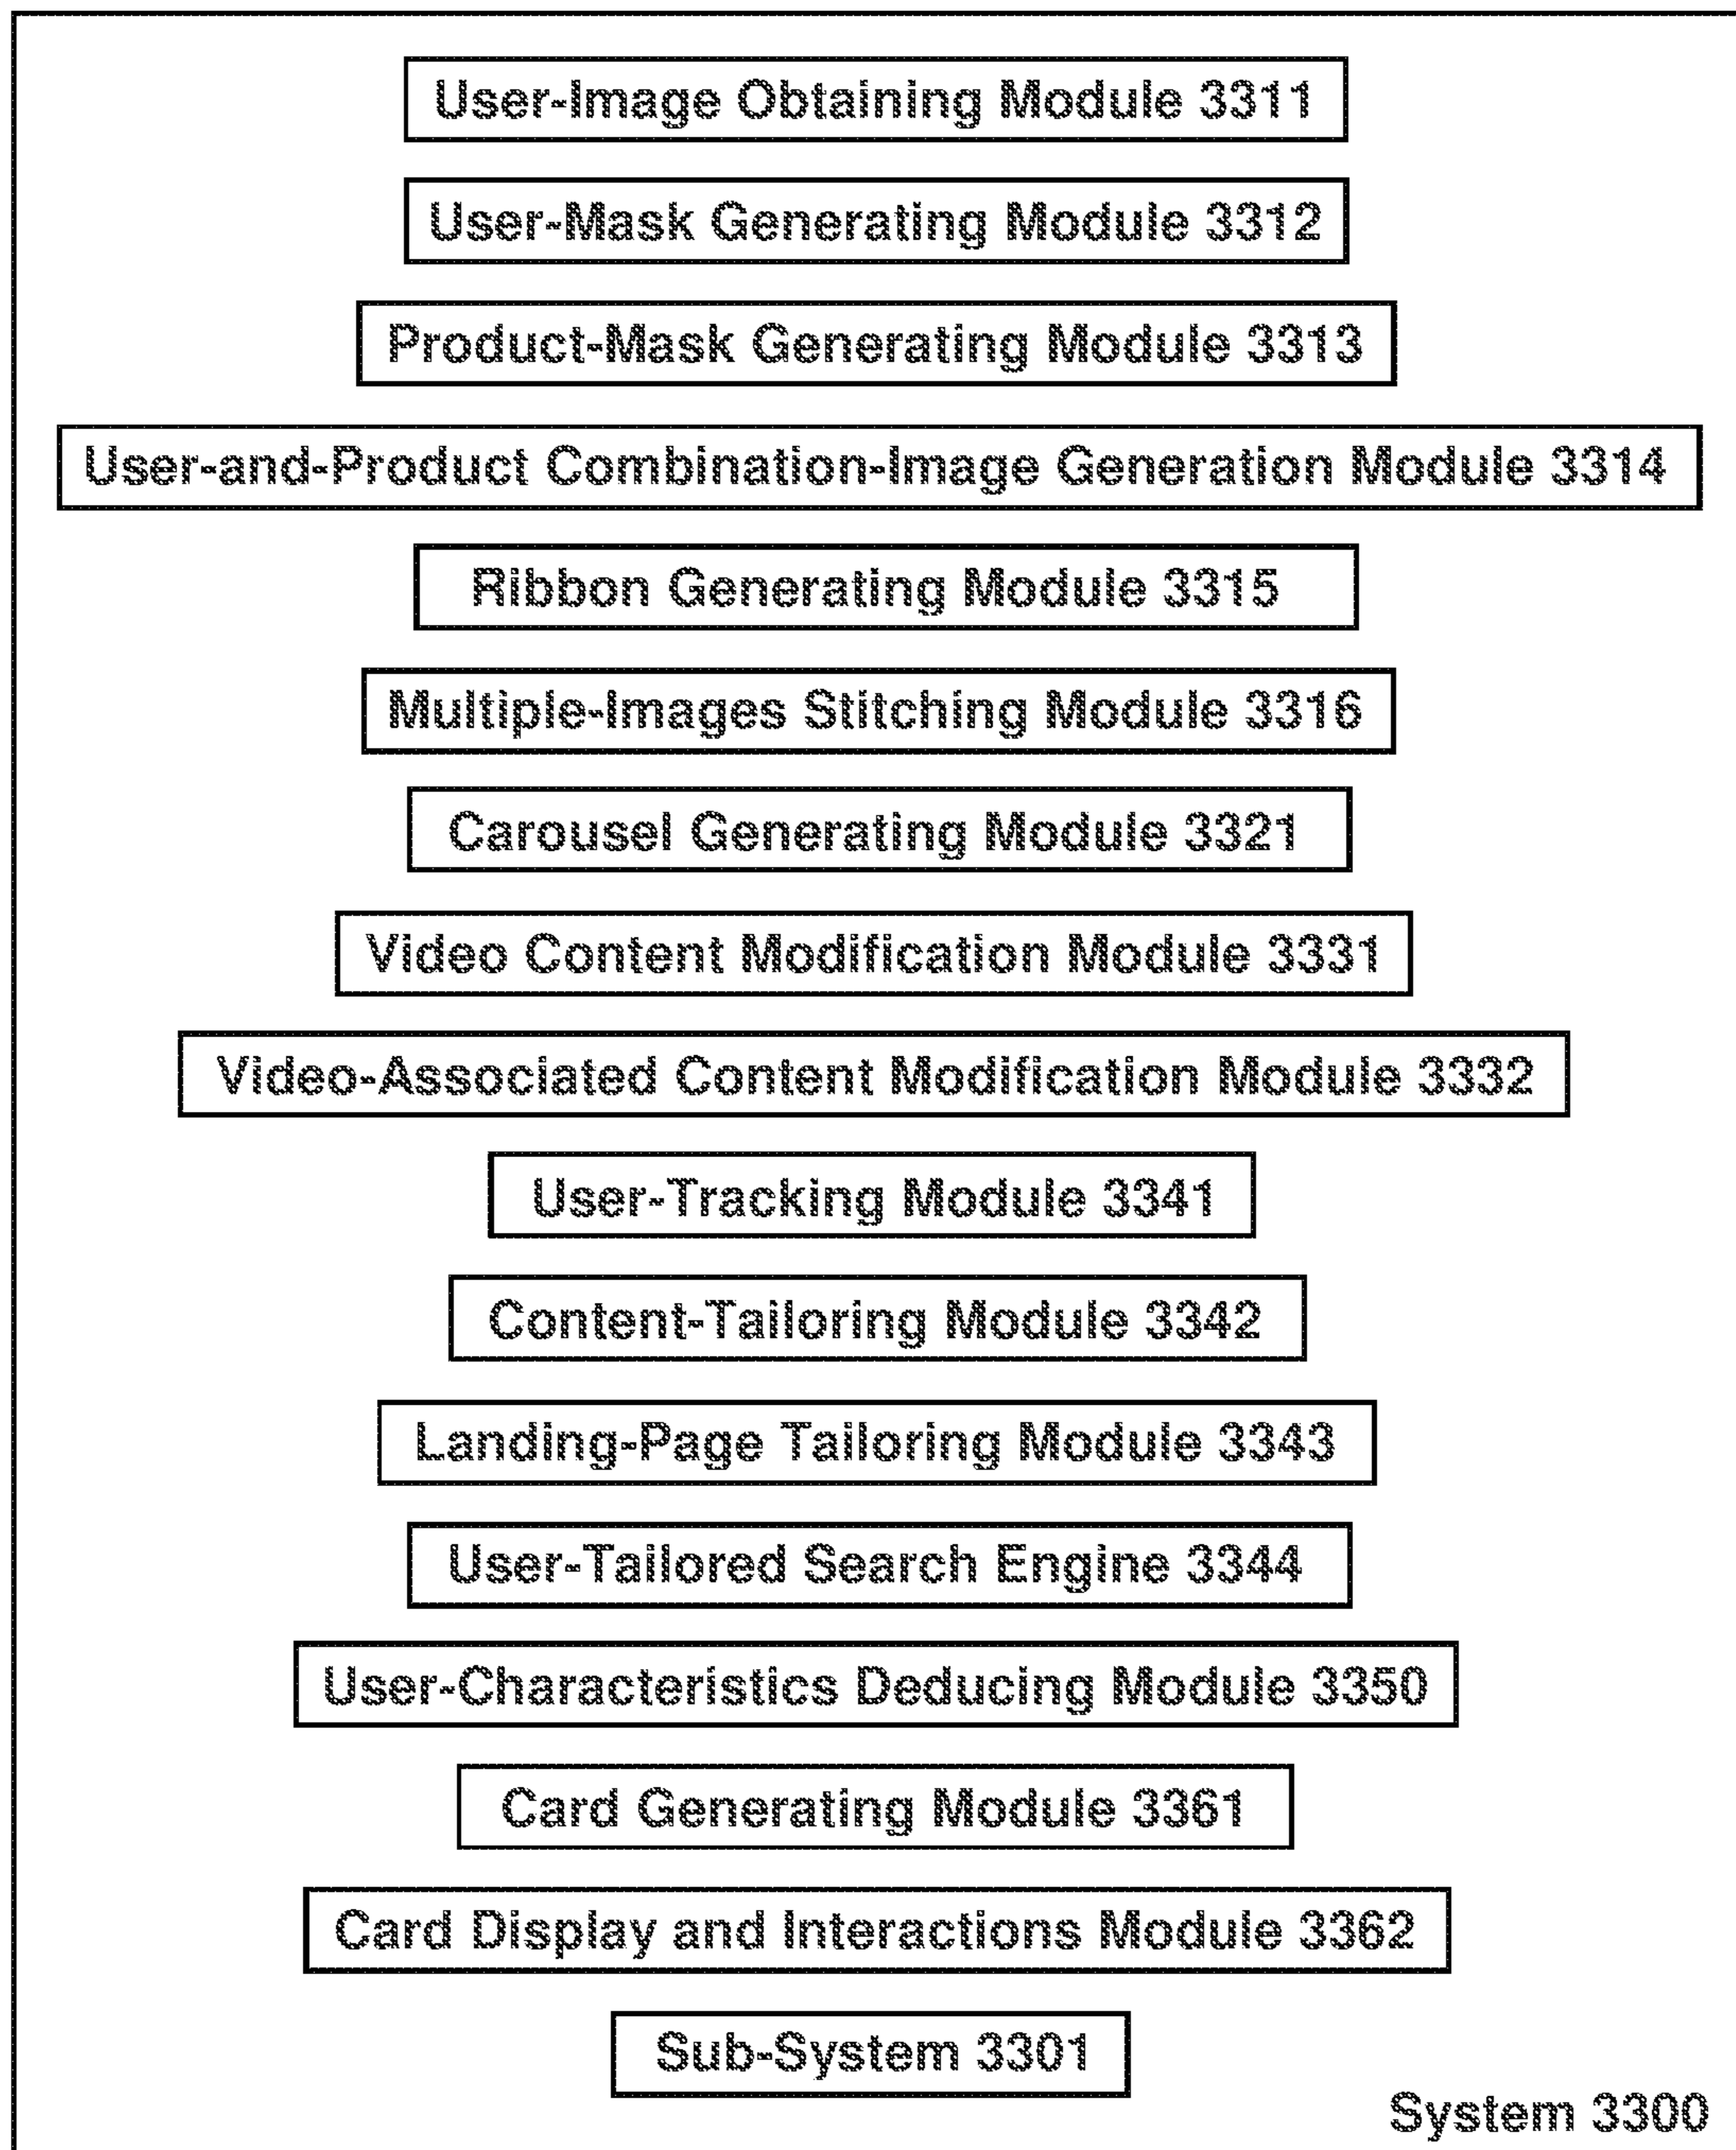 User-Image Obtaining Module 3311
User-Mask Generating Module 3312
Product-Mask Generating Module 3313
User-and-Product Combination-Image Generation Module 3314
Ribbon Generating Module 3315
Multiple-Images Stitching Module 3316
Carousel Generating Module 3321
Video Content Modification Module 3331
Video-Associated Content Modification Module 3332
User-Tracking Module 3341
Content-Tailoring Module 3342
Landing-Page Tailoring Module 3343
User-Tailored Search Engine 3344
User-Characteristics Deducing Module 3350
Card Generating Module 3361
Card Display and Interactions Module 3362
Sub-System 3301
System 3300